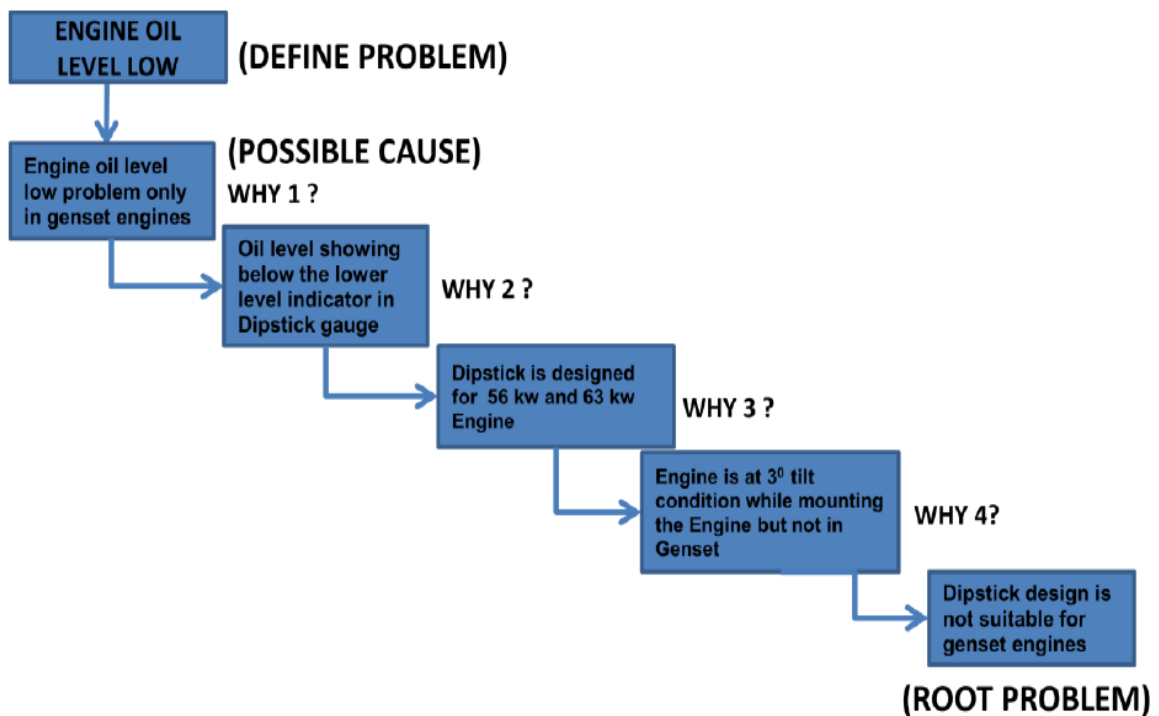 ENGINE OIL
LEVEL LOW
(DEFINE PROBLEM)
(POSSIBLE CAUSE)
Engine oil level
low problem only
in genset engines
WHY 1 ?
Oil level showing
below the lower
level indicator in
Dipstick gauge
WHY 2 ?
Dipstick is designed
for 56 kw and 63 kw
Engine
WHY 3 ?
Engine is at 3⁰ tilt
condition while mounting
the Engine but not in
Genset
WHY 4?
Dipstick design is
not suitable for
genset engines
(ROOT PROBLEM)